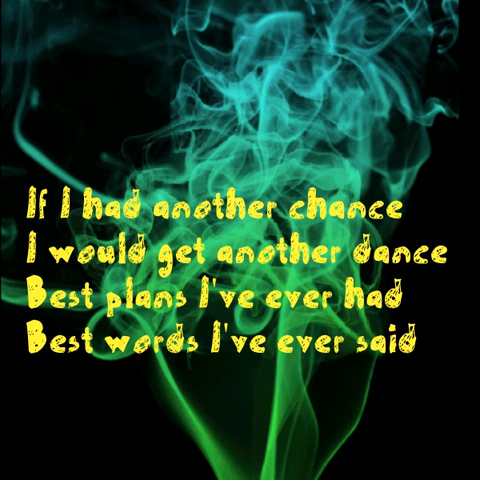 If I had another chance
I would get another dance
Best plans I've ever had
Best words I've ever said